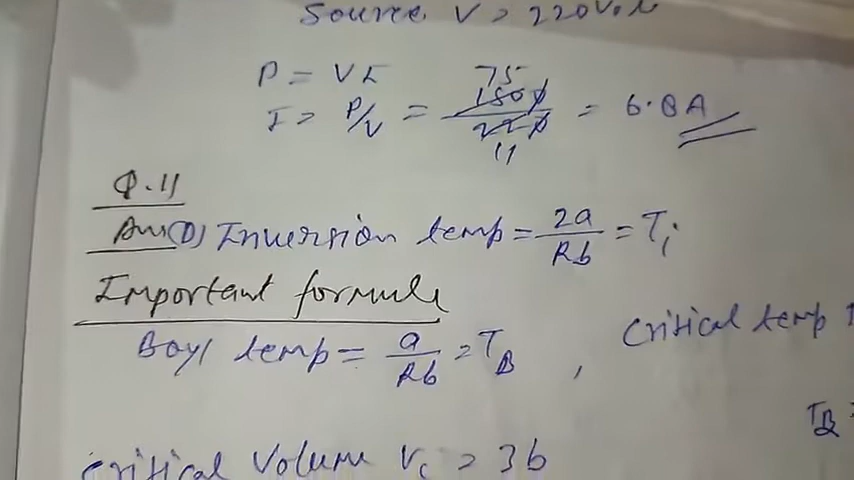 Source V = 220Volt
P = VI
I = P/V = 1500/220 75/11 = 6.8A
Q.11
Ans(D) Inversion temp = 2a/Rb = Ti
Important formule
Boyl temp = a/Rb = TB , Critical temp T
TB =
Critical Volume Vc = 3b